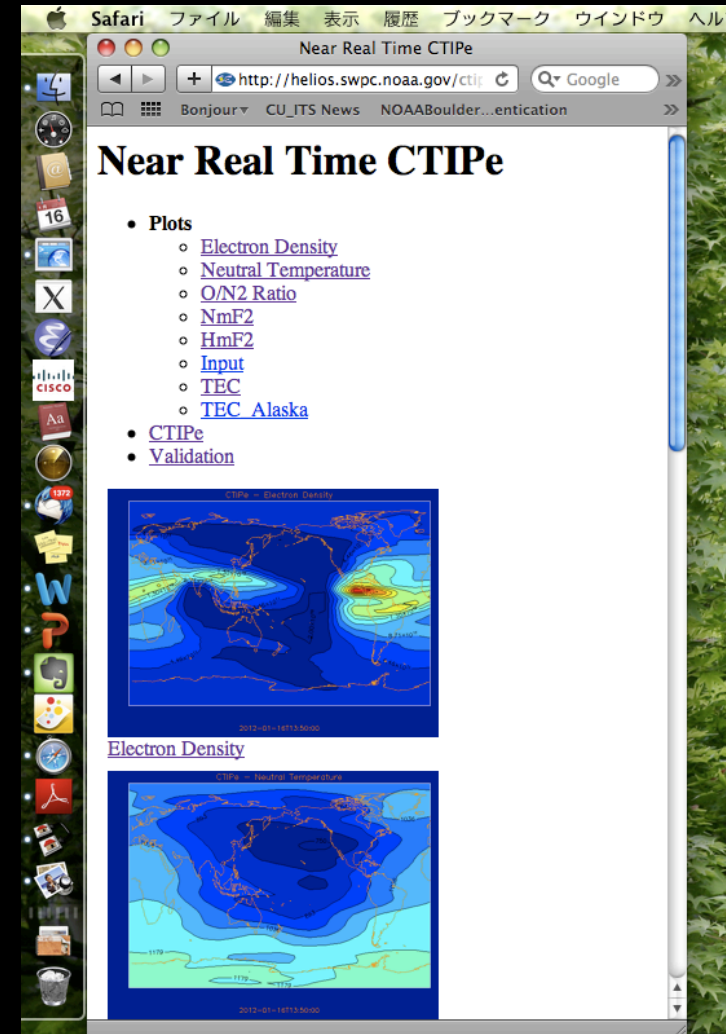 Safari ファイル 編集 表示 履歴 ブックマーク ウインドウ ヘル
Near Real Time CTIPe
http://helios.swpc.noaa.gov/ctip
Google
Bonjour CU_ITS News NOAABoulder...entication
Near Real Time CTIPe
Plots
Electron Density
Neutral Temperature
O/N2 Ratio
NmF2
HmF2
Input
TEC
TEC_Alaska
CTIPe
Validation
CTIPe - Electron Density
2012-01-16T13:50:00
Electron Density
CTIPe - Neutral Temperature
1179
1179
2012-01-16T13:50:00
16
X
CISCO
Aa
1372
W
P